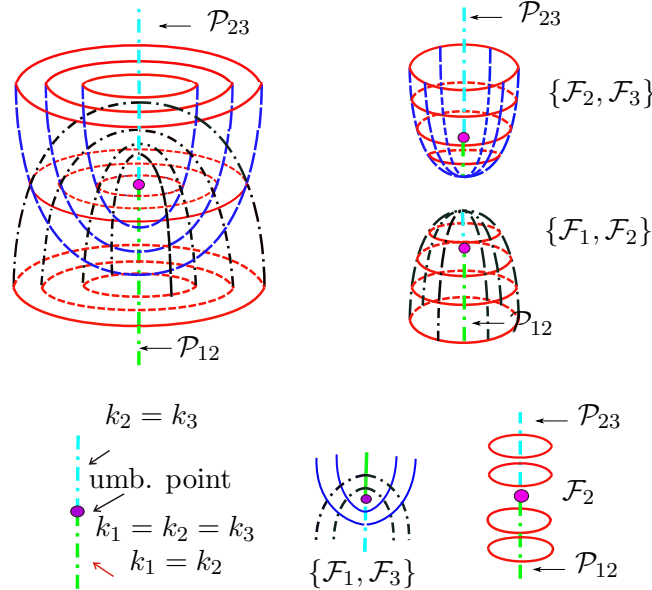 𝒫₂₃
𝒫₂₃
{ℱ₂, ℱ₃}
{ℱ₁, ℱ₂}
𝒫₁₂
𝒫₁₂
k₂ = k₃
umb. point
k₁ = k₂ = k₃
k₁ = k₂
{ℱ₁, ℱ₃}
𝒫₂₃
ℱ₂
𝒫₁₂